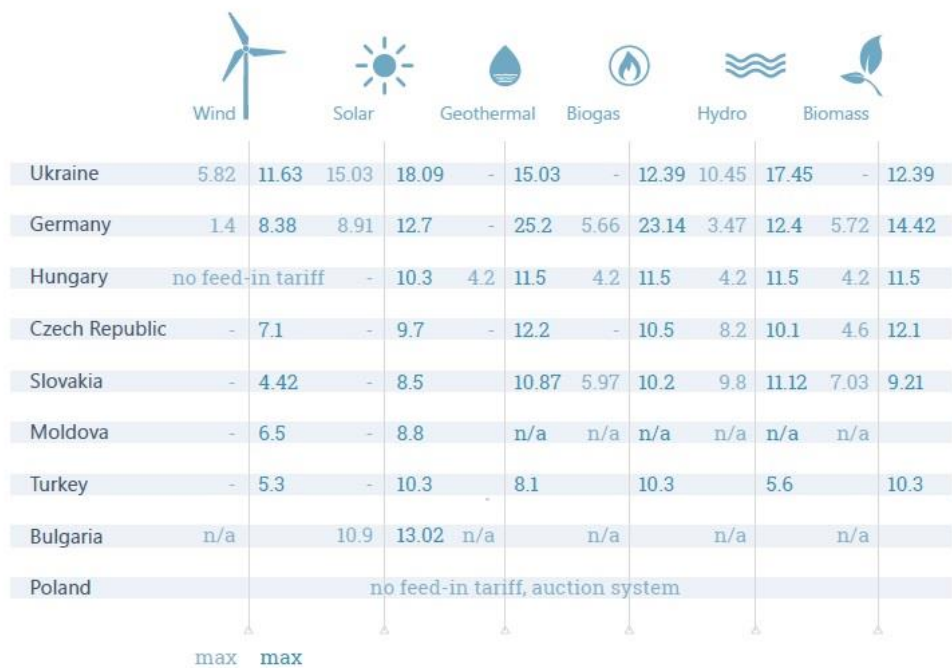 Wind Solar Geothermal Biogas Hydro Biomass
Ukraine 5.82 11.63 15.03 18.09 - 15.03 - 12.39 10.45 17.45 - 12.39
Germany 1.4 8.38 8.91 12.7 - 25.2 5.66 23.14 3.47 12.4 5.72 14.42
Hungary no feed-in tariff - 10.3 4.2 11.5 4.2 11.5 4.2 11.5 4.2 11.5
Czech Republic - 7.1 - 9.7 - 12.2 - 10.5 8.2 10.1 4.6 12.1
Slovakia - 4.42 - 8.5 10.87 5.97 10.2 9.8 11.12 7.03 9.21
Moldova - 6.5 - 8.8 n/a n/a n/a n/a n/a n/a
Turkey - 5.3 - 10.3 8.1 10.3 5.6 10.3
Bulgaria n/a 10.9 13.02 n/a n/a n/a n/a
Poland no feed-in tariff, auction system
max max